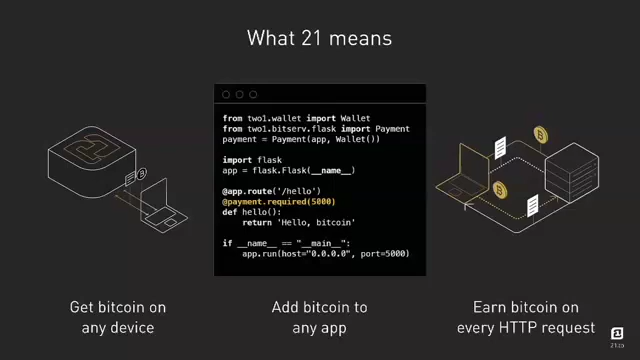 What 21 means
from two1.wallet import Wallet
from two1.bitserv.flask import Payment
payment = Payment(app, Wallet())
import flask
app = flask.Flask(__name__)
@app.route('/hello')
@payment.required(5000)
def hello():
return 'Hello, bitcoin'
if __name__ == "__main__":
app.run(host="0.0.0.0", port=5000)
Get bitcoin on
any device
Add bitcoin to
any app
Earn bitcoin on
every HTTP request
21.co